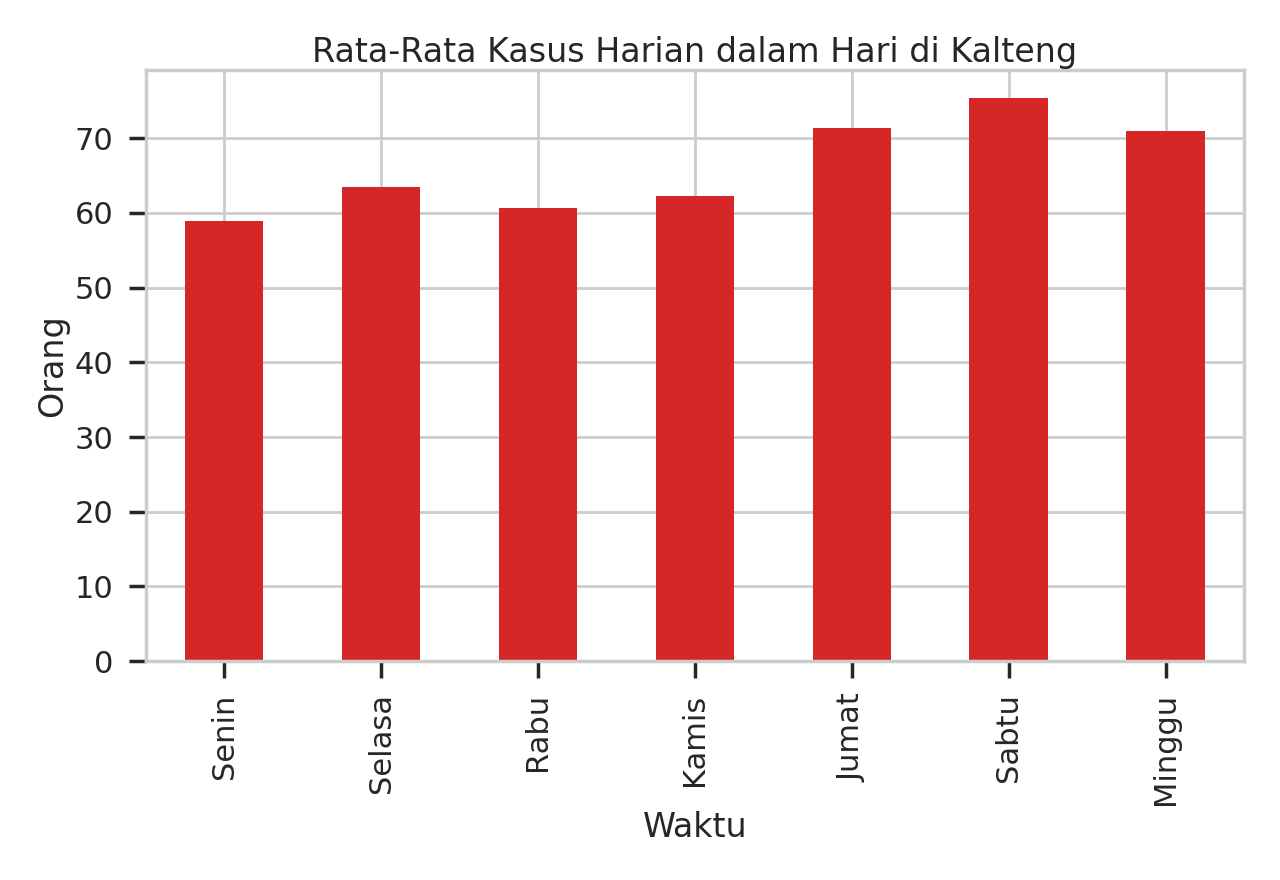 Rata-Rata Kasus Harian dalam Hari di Kalteng
Orang
70
60
50
40
30
20
10
0
Senin
Selasa
Rabu
Kamis
Jumat
Sabtu
Minggu
Waktu